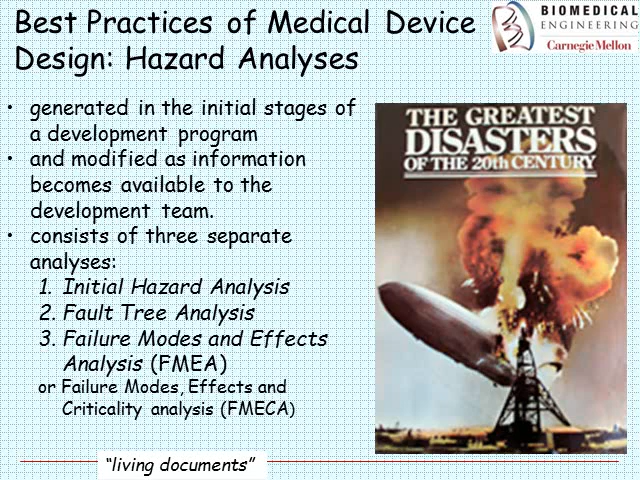 Best Practices of Medical Device
Design: Hazard Analyses
BIOMEDICAL
ENGINEERING
Carnegie Mellon
• generated in the initial stages of
a development program
• and modified as information
becomes available to the
development team.
• consists of three separate
analyses:
1. Initial Hazard Analysis
2. Fault Tree Analysis
3. Failure Modes and Effects
Analysis (FMEA)
or Failure Modes, Effects and
Criticality analysis (FMECA)
THE GREATEST
DISASTERS
OF THE 20th CENTURY
“living documents”